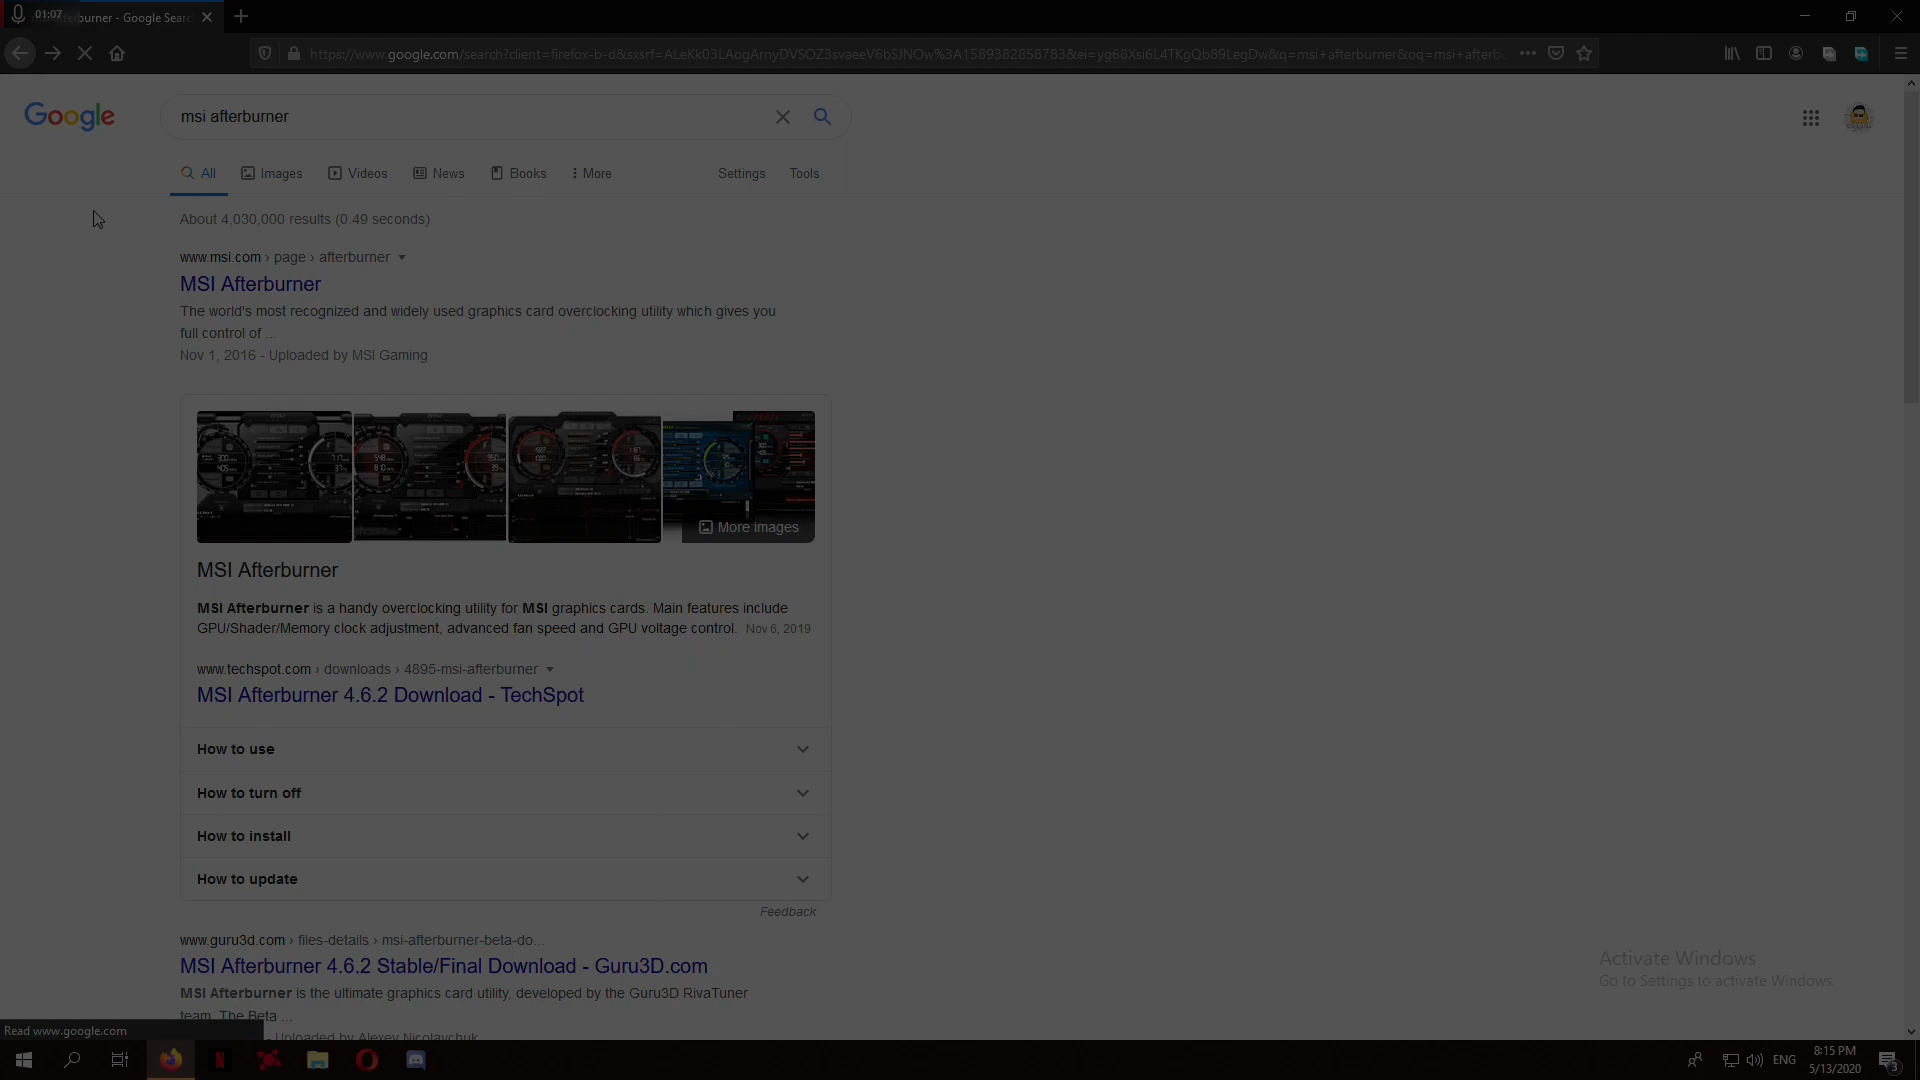 01:07
burner - Google Searc
https://www.google.com/search?client=firefox-b-d&sxsrf=ALeKk03LAogArnyDVSOZ3svaeeV6bSJNOw%3A1589382858783&ei=yg68Xsi6L4TKgQb89LegDw&q=msi+afterburner&oq=msi+afterbu
Google
msi afterburner
All
Images
Videos
News
Books
More
Settings
Tools
About 4,030,000 results (0.49 seconds)
www.msi.com › page › afterburner
MSI Afterburner
The world's most recognized and widely used graphics card overclocking utility which gives you
full control of ...
Nov 1, 2016 - Uploaded by MSI Gaming
More images
MSI Afterburner
MSI Afterburner is a handy overclocking utility for MSI graphics cards. Main features include
GPU/Shader/Memory clock adjustment, advanced fan speed and GPU voltage control. Nov 6, 2019
www.techspot.com › downloads › 4895-msi-afterburner
MSI Afterburner 4.6.2 Download - TechSpot
How to use
How to turn off
How to install
How to update
Feedback
www.guru3d.com › files-details › msi-afterburner-beta-do...
MSI Afterburner 4.6.2 Stable/Final Download - Guru3D.com
MSI Afterburner is the ultimate graphics card utility, developed by the Guru3D RivaTuner
team. The Beta ...
- Uploaded by Alexey Nicolaychuk
Activate Windows
Go to Settings to activate Windows.
Read www.google.com
N
ENG
8:15 PM
5/13/2020
3